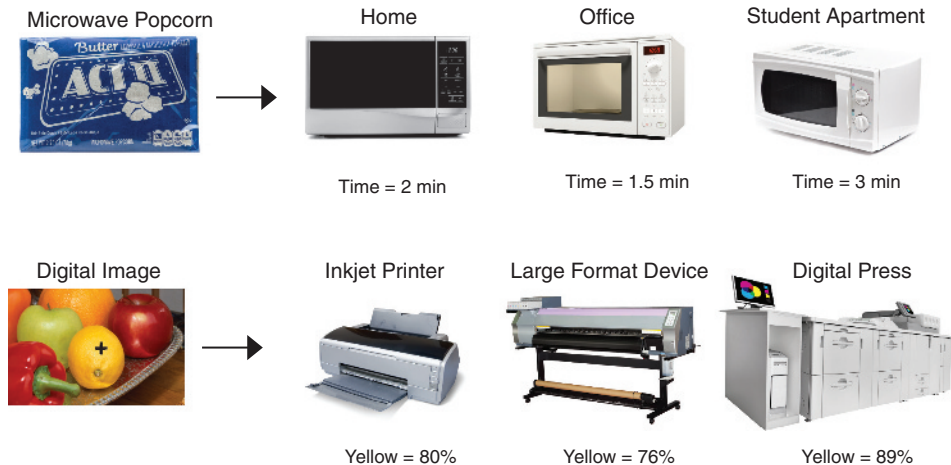 Microwave Popcorn
Home
Office
Student Apartment
Butter
ACT II
Time = 2 min
Time = 1.5 min
Time = 3 min
Digital Image
Inkjet Printer
Large Format Device
Digital Press
Yellow = 80%
Yellow = 76%
Yellow = 89%